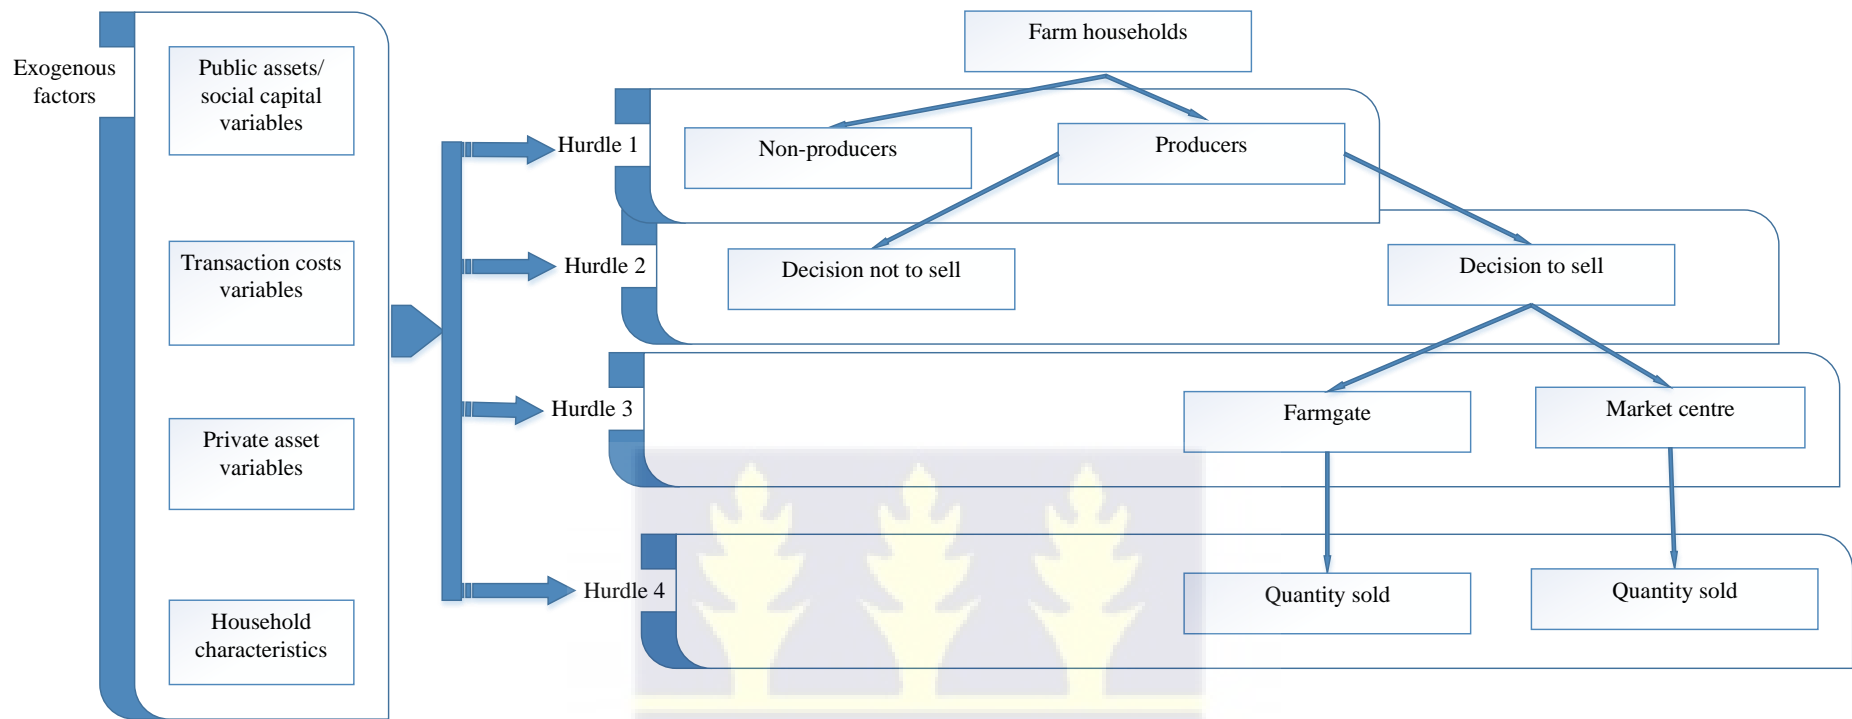 Exogenous
factors
Public assets/
social capital
variables
Transaction costs
variables
Private asset
variables
Household
characteristics
Farm households
Hurdle 1
Non-producers
Producers
Hurdle 2
Decision not to sell
Decision to sell
Hurdle 3
Farmgate
Market centre
Hurdle 4
Quantity sold
Quantity sold